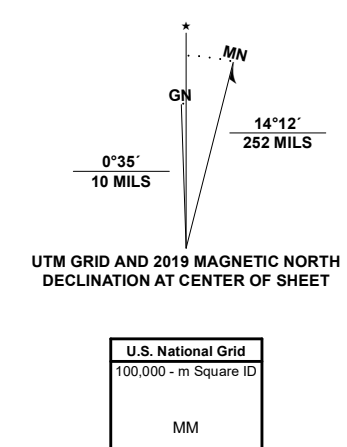 ★
MN
GN
14°12´
252 MILS
0°35´
10 MILS
UTM GRID AND 2019 MAGNETIC NORTH
DECLINATION AT CENTER OF SHEET
U.S. National Grid
100,000 - m Square ID
MM